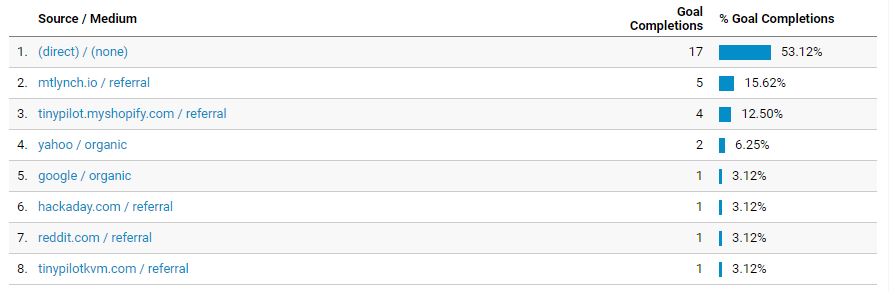 Source / Medium Goal Completions % Goal Completions
1. (direct) / (none) 17 53.12%
2. mtlynch.io / referral 5 15.62%
3. tinypilot.myshopify.com / referral 4 12.50%
4. yahoo / organic 2 6.25%
5. google / organic 1 3.12%
6. hackaday.com / referral 1 3.12%
7. reddit.com / referral 1 3.12%
8. tinypilotkvm.com / referral 1 3.12%